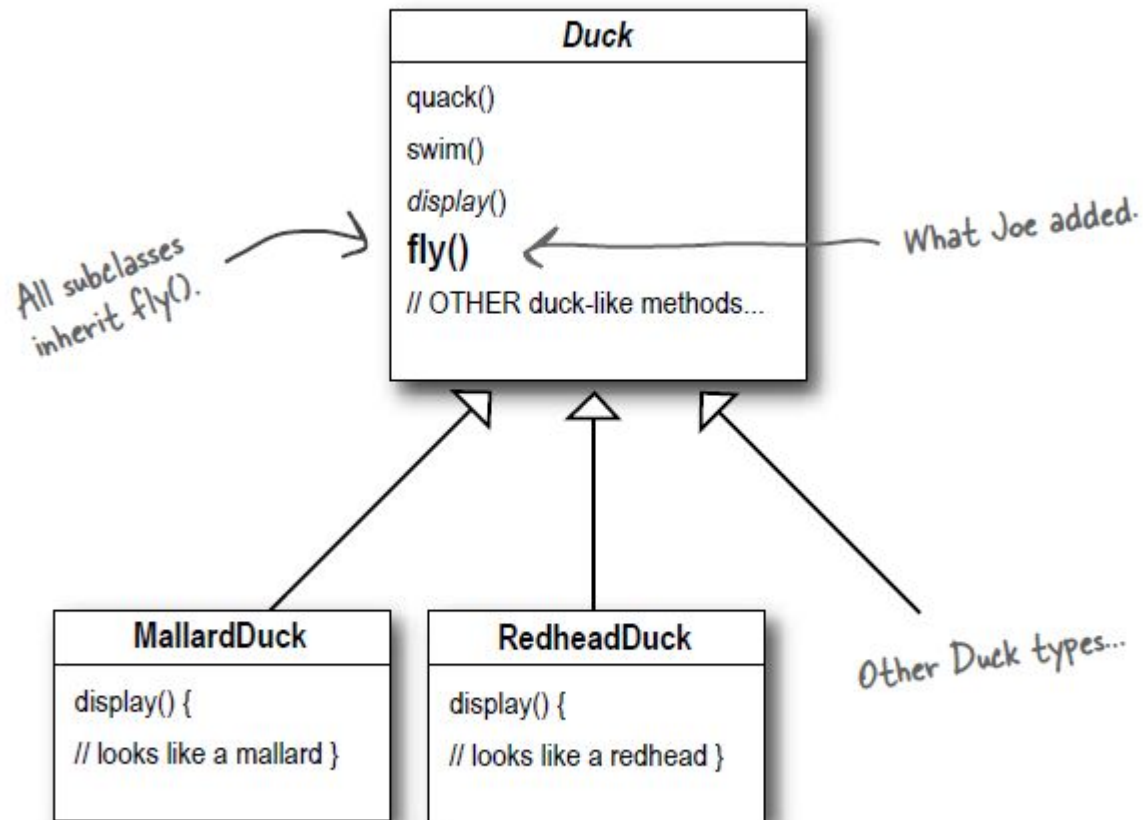 Duck
quack()
swim()
display()
fly()
// OTHER duck-like methods...
All subclasses
inherit fly().
What Joe added.
MallardDuck
display() {
// looks like a mallard }
RedheadDuck
display() {
// looks like a redhead }
Other Duck types...